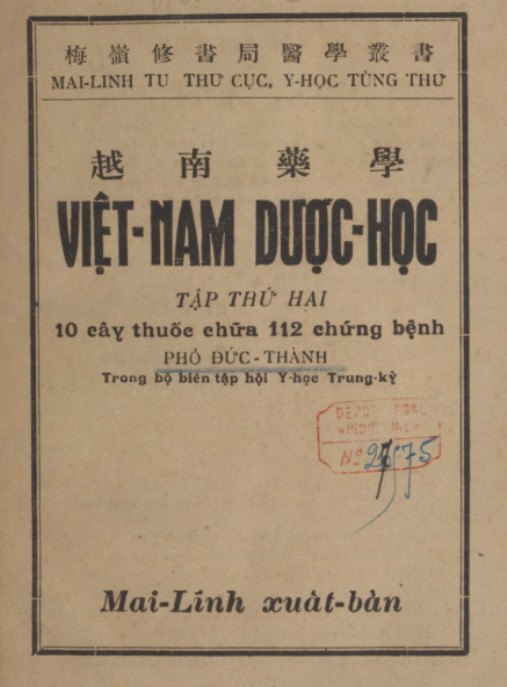 梅嶺修書局醫學叢書
MAI-LINH TU THƯ CỤC, Y-HỌC TÙNG THƯ
越南藥學
VIỆT-NAM DƯỢC-HỌC
TẬP THỨ HAI
10 cây thuốc chữa 112 chứng bệnh
PHÓ ĐỨC-THÀNH
Trong bộ biên tập hội Y-học Trung-kỳ
No
Mai-Lĩnh xuất-bản